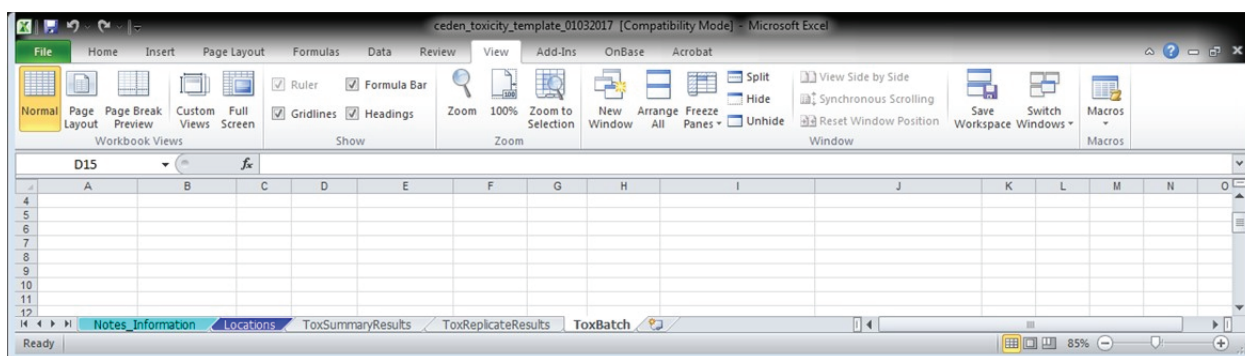 ceden_toxicity_template_01032017 [Compatibility Mode] - Microsoft Excel
File Home Insert Page Layout Formulas Data Review View Add-Ins OnBase Acrobat
Normal Page Layout Page Break Preview Custom Views Full Screen
Workbook Views
Ruler Formula Bar
Gridlines Headings
Show
Zoom 100% Zoom to Selection
Zoom
New Window Arrange All Freeze Panes
Split
Hide
Unhide
View Side by Side
Synchronous Scrolling
Reset Window Position
Save Workspace Switch Windows
Window
Macros
Macros
D15 fx
A B C D E F G H I J K L M N O
4
5
6
7
8
9
10
11
12
Notes_Information Locations ToxSummaryResults ToxReplicateResults ToxBatch
Ready 85%